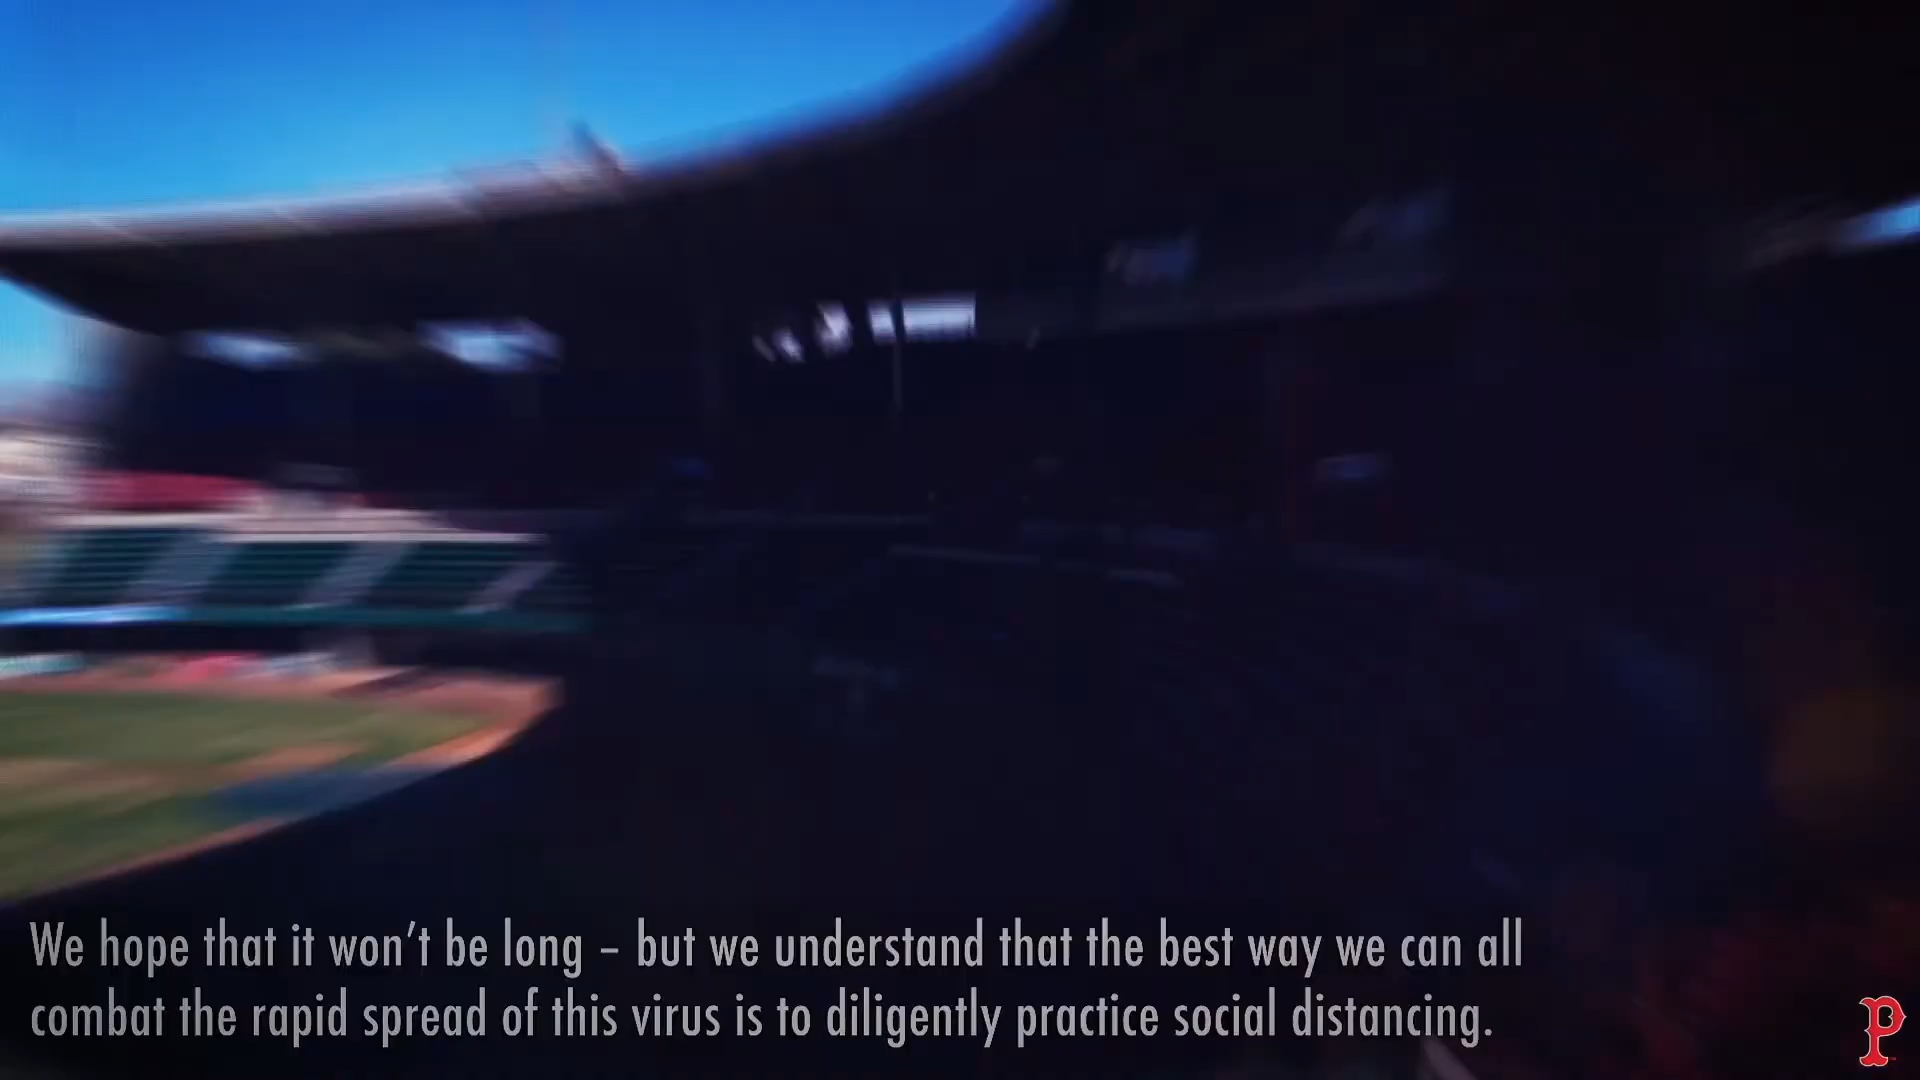 We hope that it won’t be long – but we understand that the best way we can all
combat the rapid spread of this virus is to diligently practice social distancing.
P